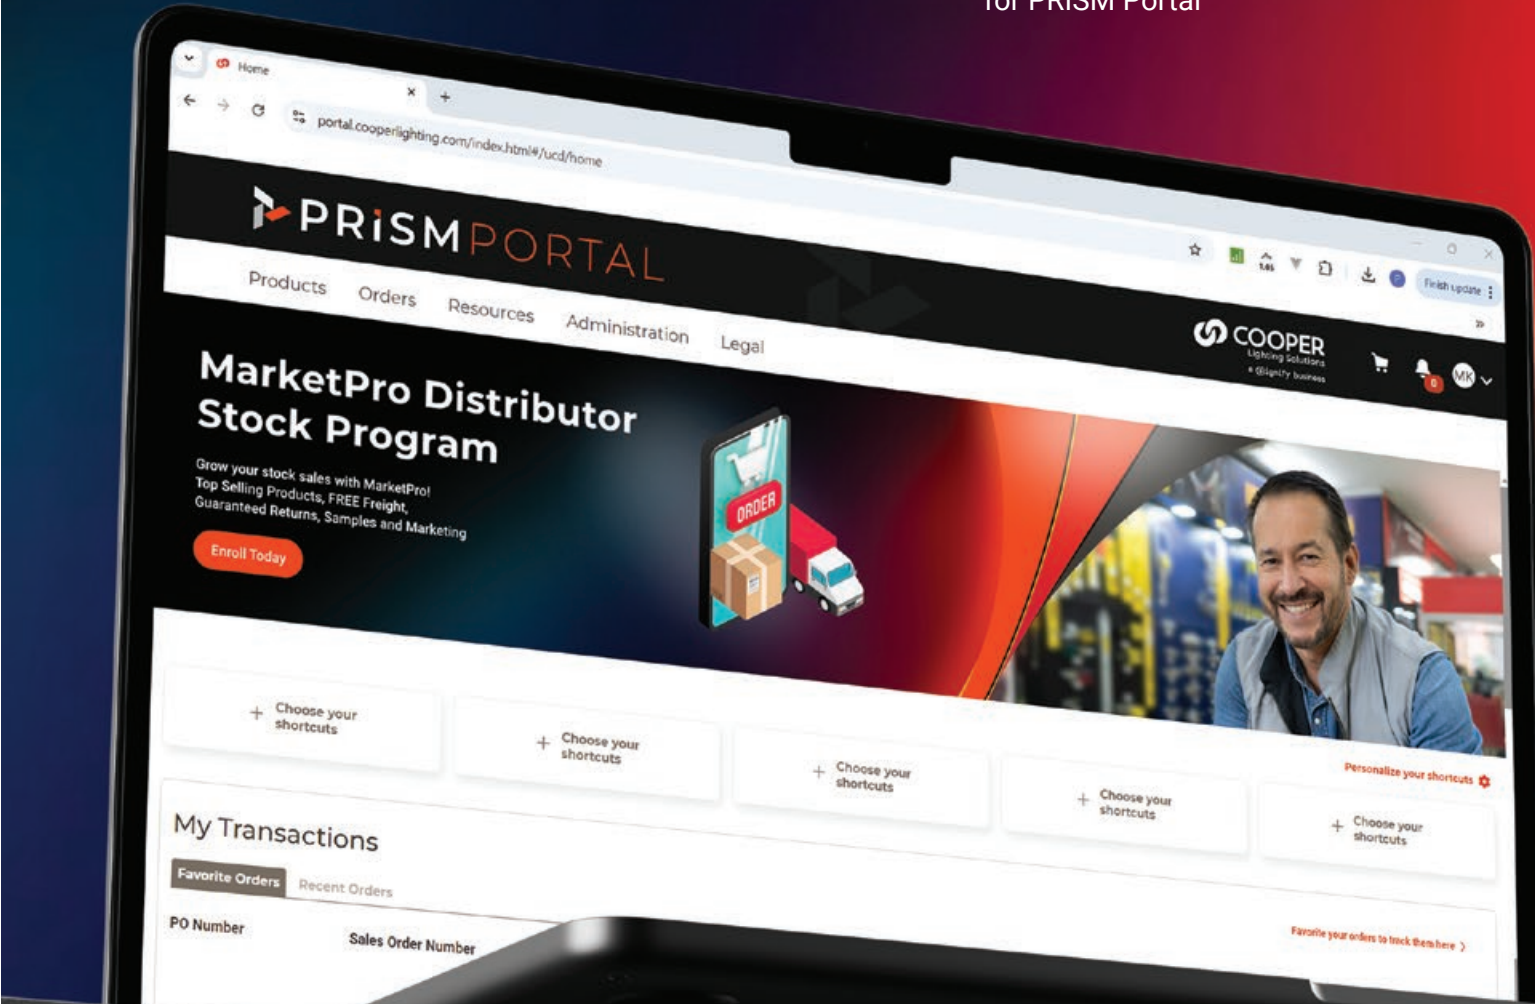 for PRiSM Portal
Home
portal.cooperlighting.com/index.html#/ucd/home
Finish update
PRiSMPORTAL
COOPER
Lighting Solutions
a Signify business
0
MK
Products Orders Resources Administration Legal
MarketPro Distributor
Stock Program
Grow your stock sales with MarketPro!
Top Selling Products, FREE Freight,
Guaranteed Returns, Samples and Marketing
Enroll Today
ORDER
Personalize your shortcuts
+ Choose your
shortcuts
+ Choose your
shortcuts
+ Choose your
shortcuts
+ Choose your
shortcuts
+ Choose your
shortcuts
My Transactions
Favorite Orders Recent Orders
Favorite your orders to track them here
PO Number Sales Order Number